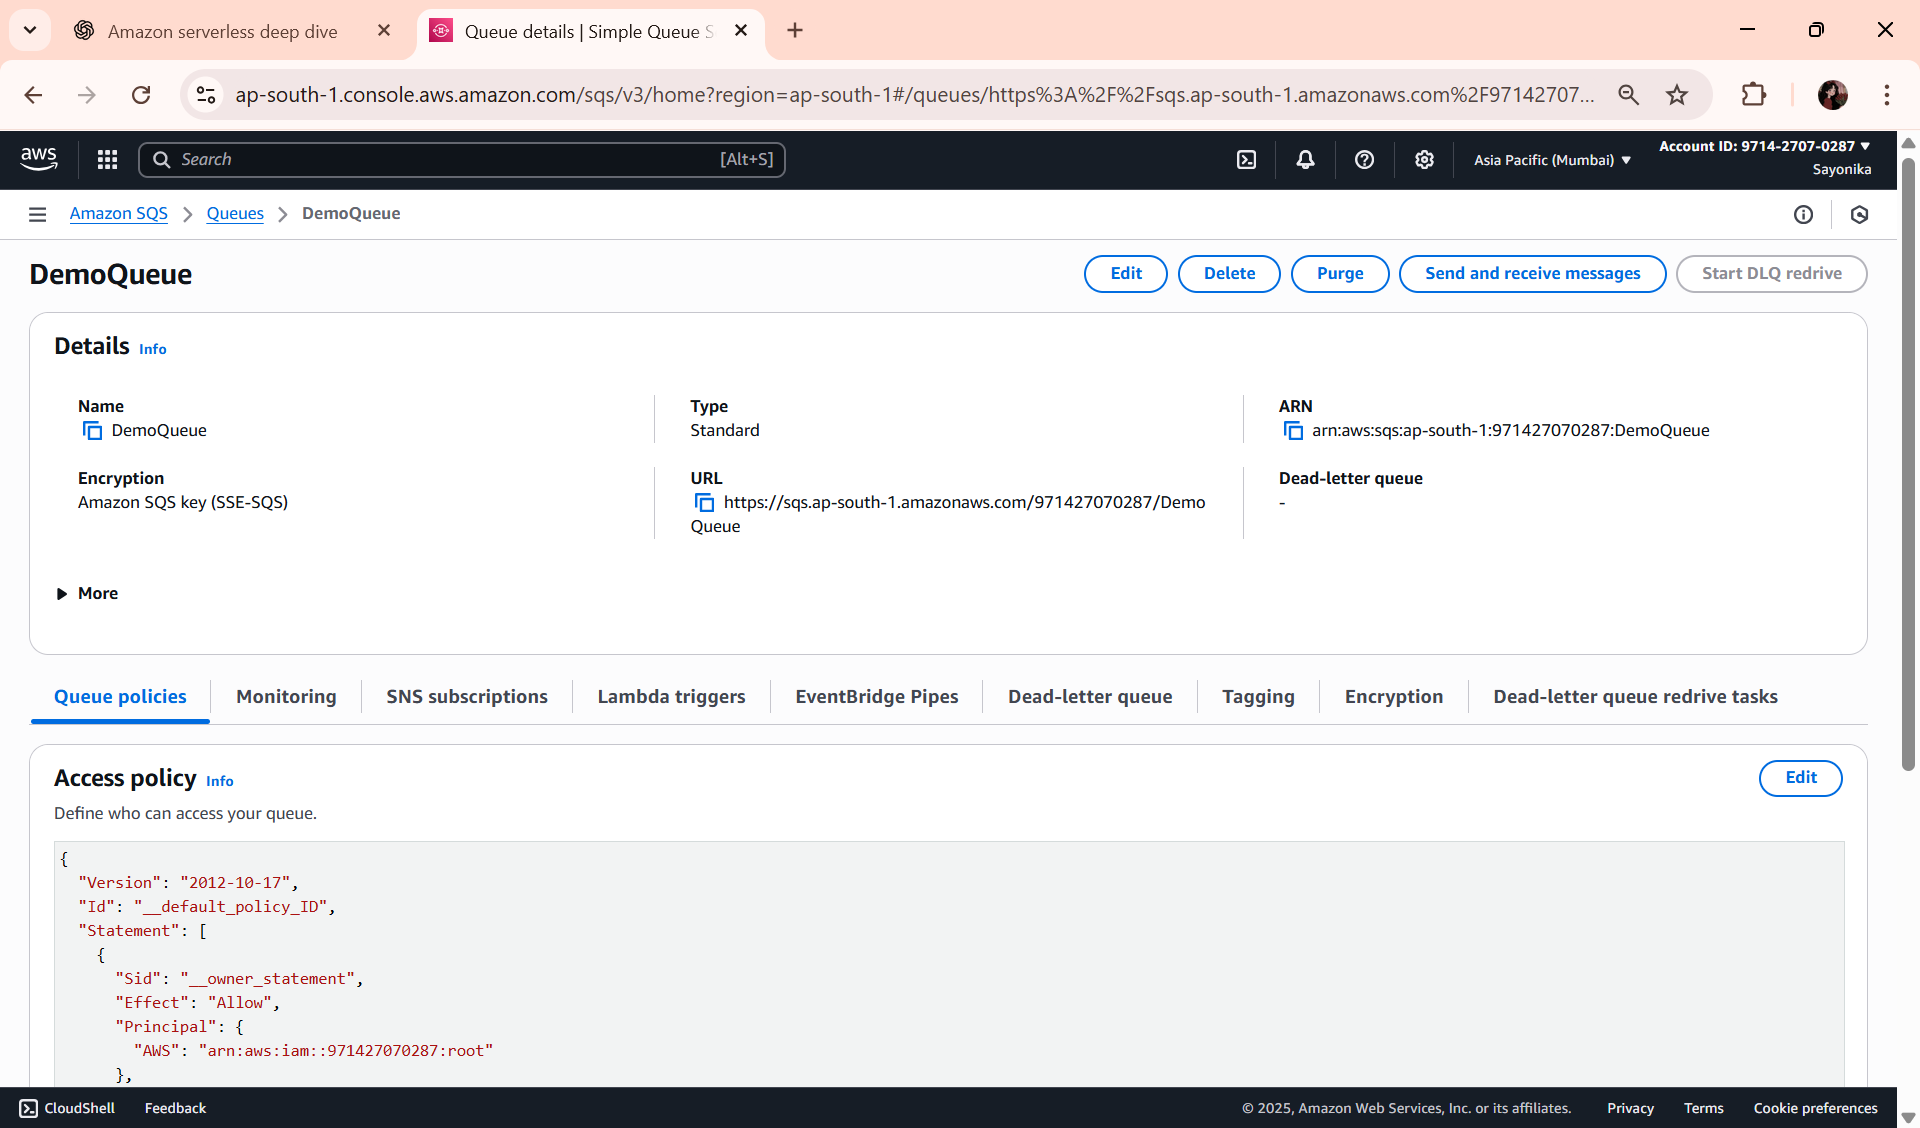 Amazon serverless deep dive
Queue details | Simple Queue S
ap-south-1.console.aws.amazon.com/sqs/v3/home?region=ap-south-1#/queues/https%3A%2F%2Fsqs.ap-south-1.amazonaws.com%2F97142707...
aws
Search
[Alt+S]
Asia Pacific (Mumbai)
Account ID: 9714-2707-0287
Sayonika
Amazon SQS
Queues
DemoQueue
DemoQueue
Edit
Delete
Purge
Send and receive messages
Start DLQ redrive
Details Info
Name
DemoQueue
Type
Standard
ARN
arn:aws:sqs:ap-south-1:971427070287:DemoQueue
Encryption
Amazon SQS key (SSE-SQS)
URL
https://sqs.ap-south-1.amazonaws.com/971427070287/Demo
Queue
Dead-letter queue
-
More
Queue policies
Monitoring
SNS subscriptions
Lambda triggers
EventBridge Pipes
Dead-letter queue
Tagging
Encryption
Dead-letter queue redrive tasks
Access policy Info
Edit
Define who can access your queue.
{
"Version": "2012-10-17",
"Id": "__default_policy_ID",
"Statement": [
{
"Sid": "__owner_statement",
"Effect": "Allow",
"Principal": {
"AWS": "arn:aws:iam::971427070287:root"
},
CloudShell
Feedback
© 2025, Amazon Web Services, Inc. or its affiliates.
Privacy
Terms
Cookie preferences